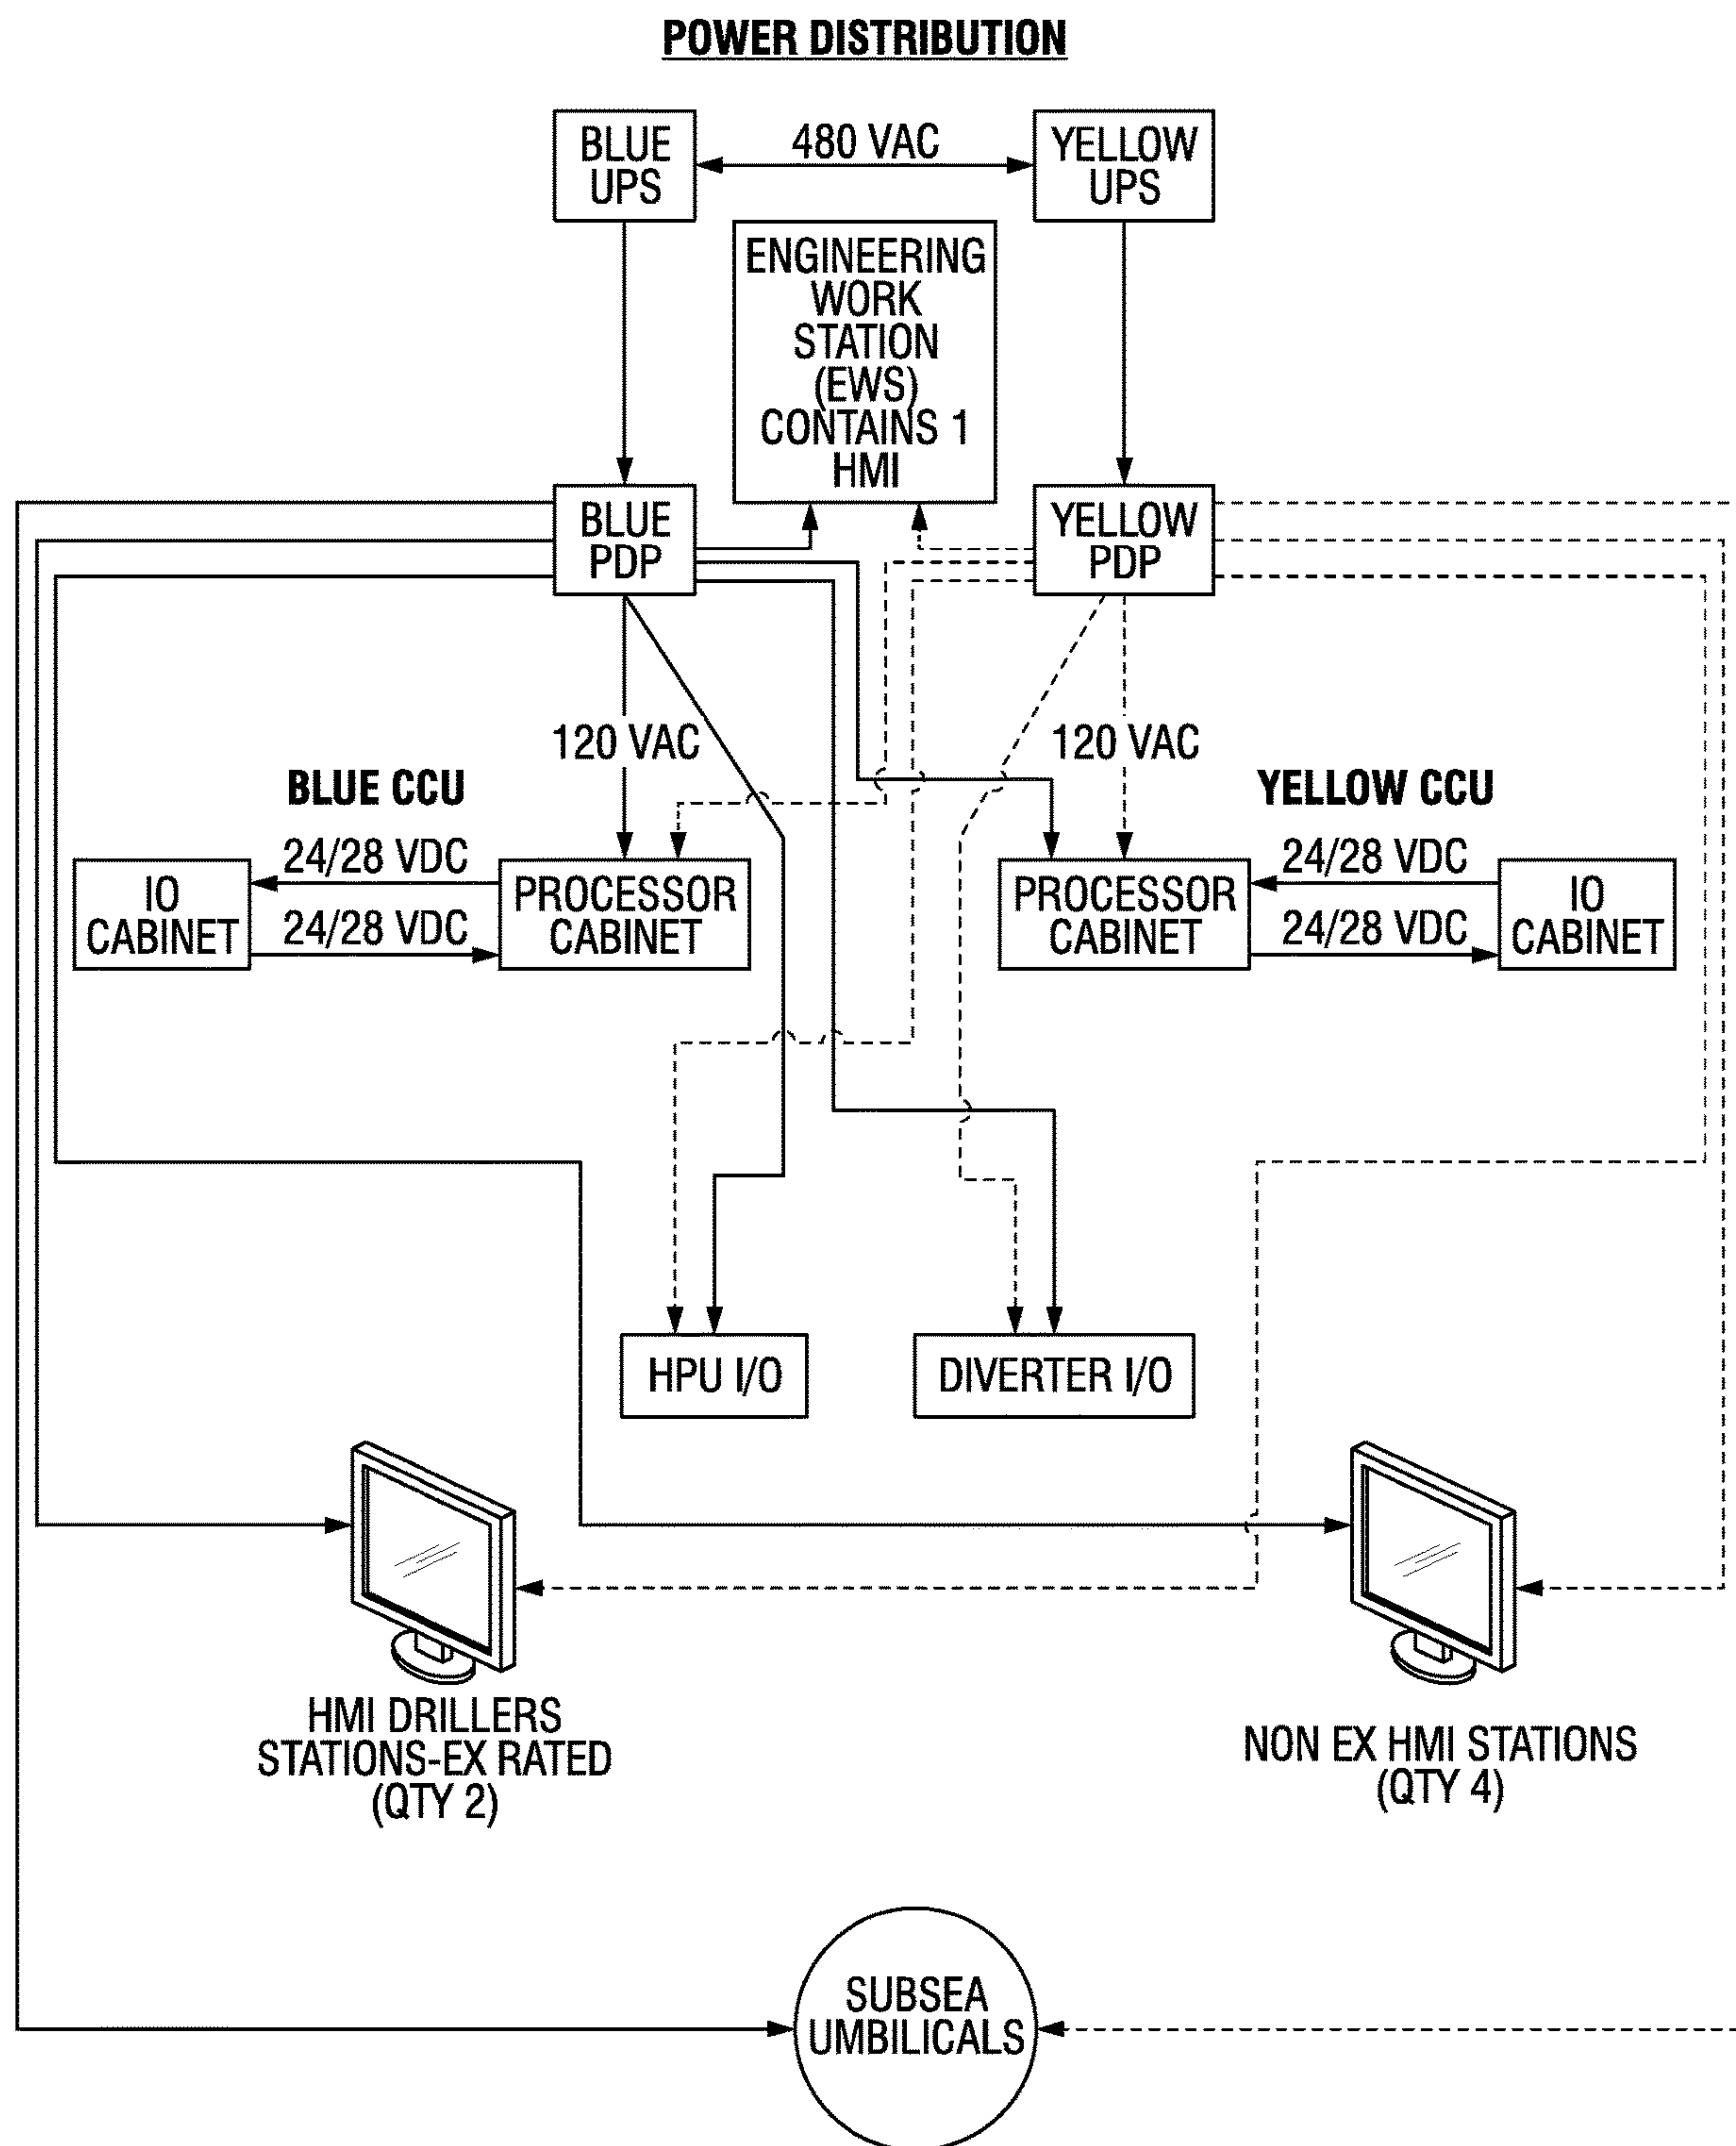 POWER DISTRIBUTION
BLUE
UPS
480 VAC
YELLOW
UPS
ENGINEERING
WORK
STATION
(EWS)
CONTAINS 1
HMI
BLUE
PDP
YELLOW
PDP
120 VAC
120 VAC
BLUE CCU
YELLOW CCU
IO
CABINET
24/28 VDC
24/28 VDC
PROCESSOR
CABINET
PROCESSOR
CABINET
24/28 VDC
24/28 VDC
IO
CABINET
HPU I/O
DIVERTER I/O
HMI DRILLERS
STATIONS-EX RATED
(QTY 2)
NON EX HMI STATIONS
(QTY 4)
SUBSEA
UMBILICALS